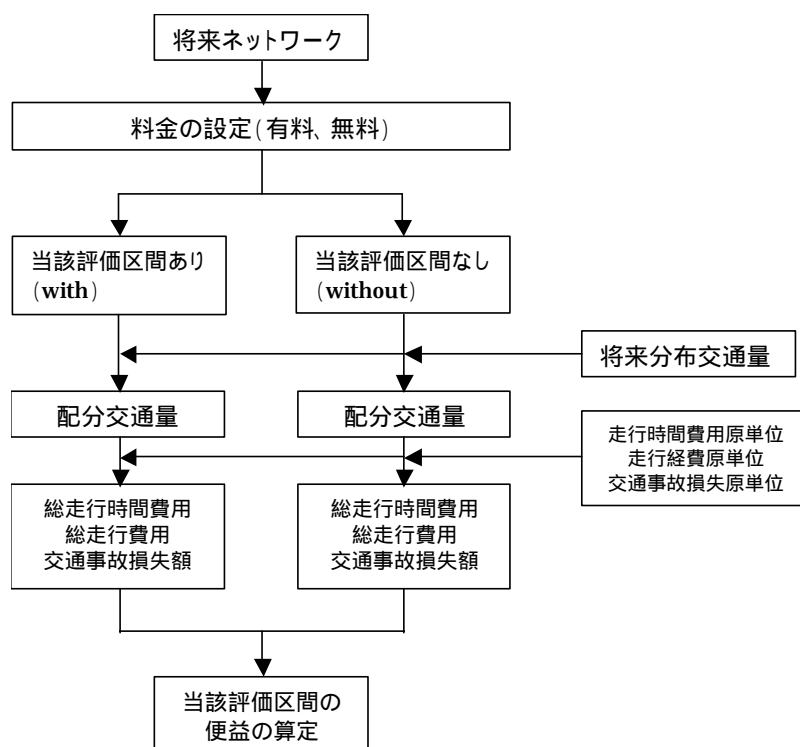 将来ネットワーク
料金の設定(有料、無料)
当該評価区間あり
(with)
当該評価区間なし
(without)
将来分布交通量
配分交通量
配分交通量
走行時間費用原単位
走行経費原単位
交通事故損失原単位
総走行時間費用
総走行費用
交通事故損失額
総走行時間費用
総走行費用
交通事故損失額
当該評価区間の
便益の算定